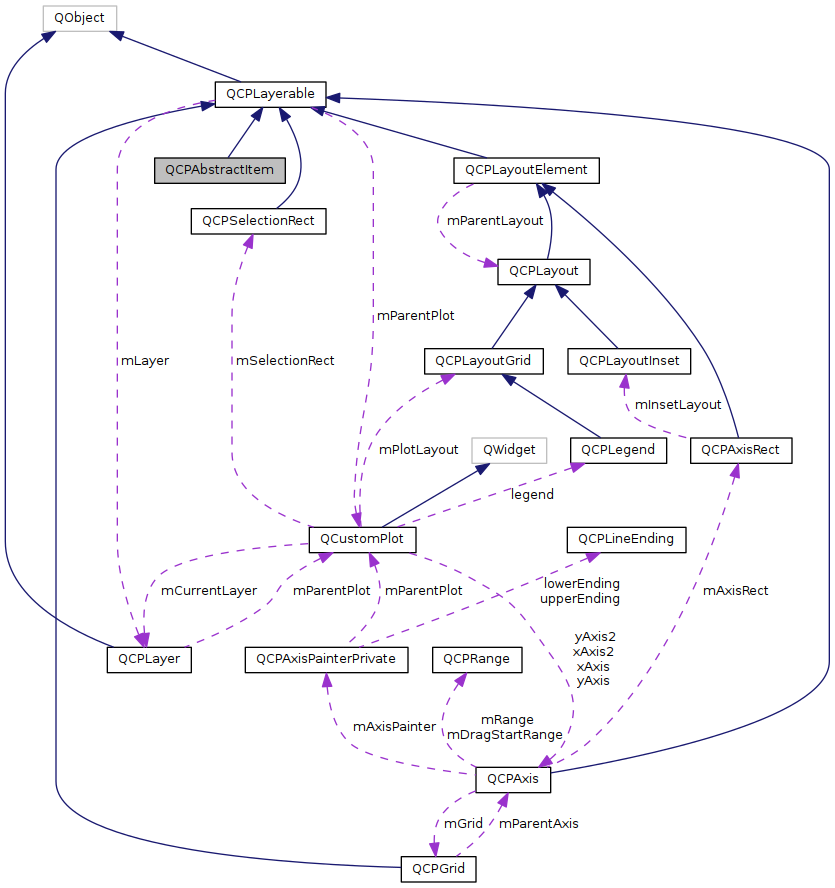 QObject
QCPLayerable
QCPAbstractItem
QCPLayoutElement
QCPSelectionRect
mParentLayout
QCPLayout
mParentPlot
mLayer
mSelectionRect
QCPLayoutGrid
QCPLayoutInset
mInsetLayout
mPlotLayout
QWidget
QCPLegend
QCPAxisRect
legend
QCustomPlot
QCPLineEnding
mCurrentLayer
mParentPlot
mParentPlot
lowerEnding
upperEnding
mAxisRect
yAxis2
xAxis2
xAxis
yAxis
QCPLayer
QCPAxisPainterPrivate
QCPRange
mAxisPainter
mRange
mDragStartRange
QCPAxis
mGrid
mParentAxis
QCPGrid